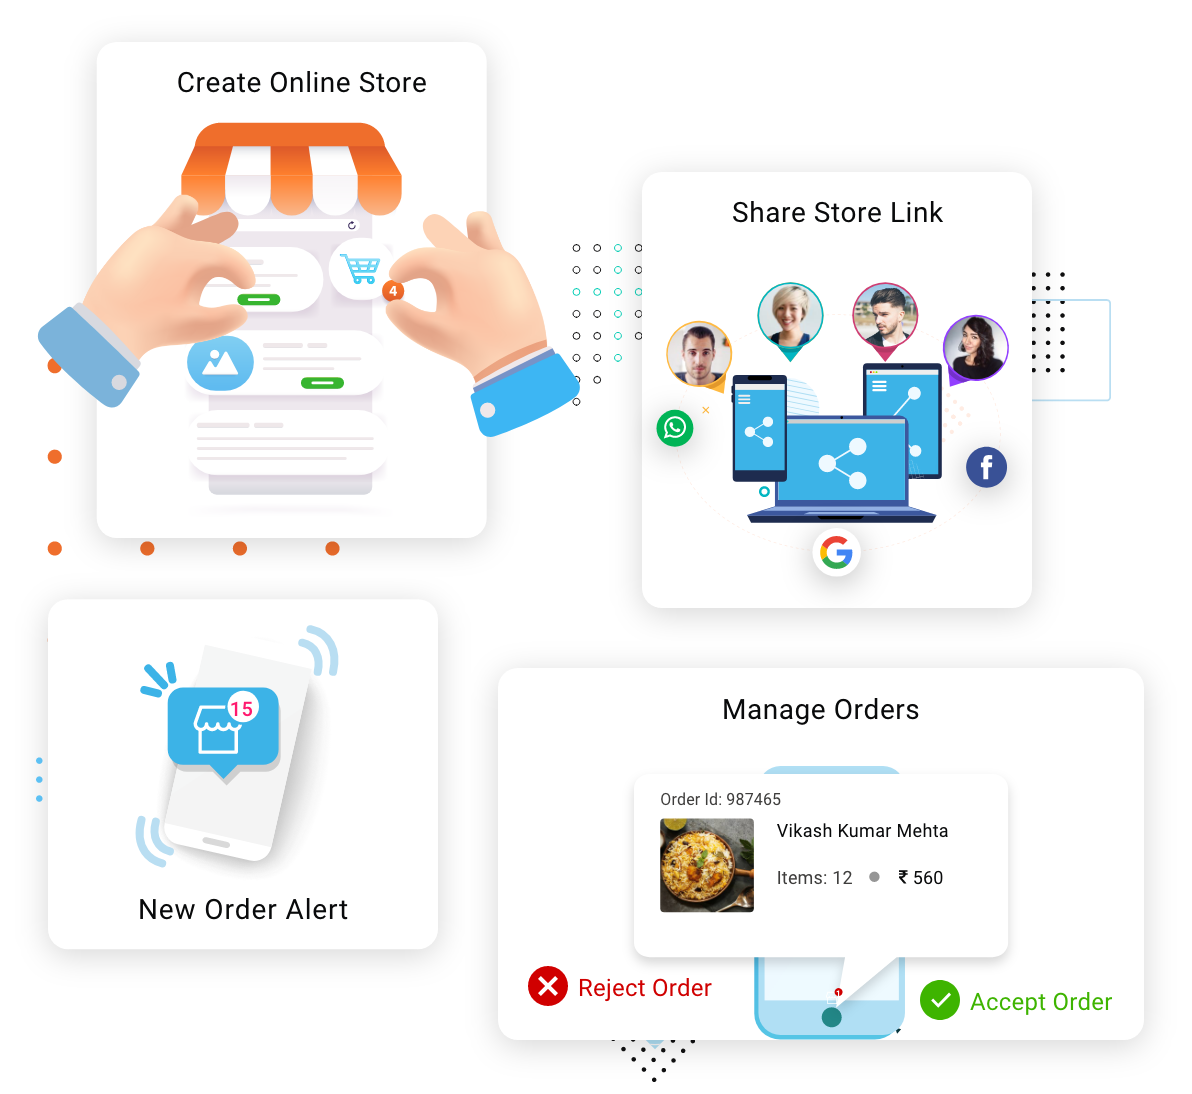 Create Online Store
4
Share Store Link
f
G
15
New Order Alert
Manage Orders
Order Id: 987465
Vikash Kumar Mehta
Items: 12 ₹ 560
Reject Order
Accept Order